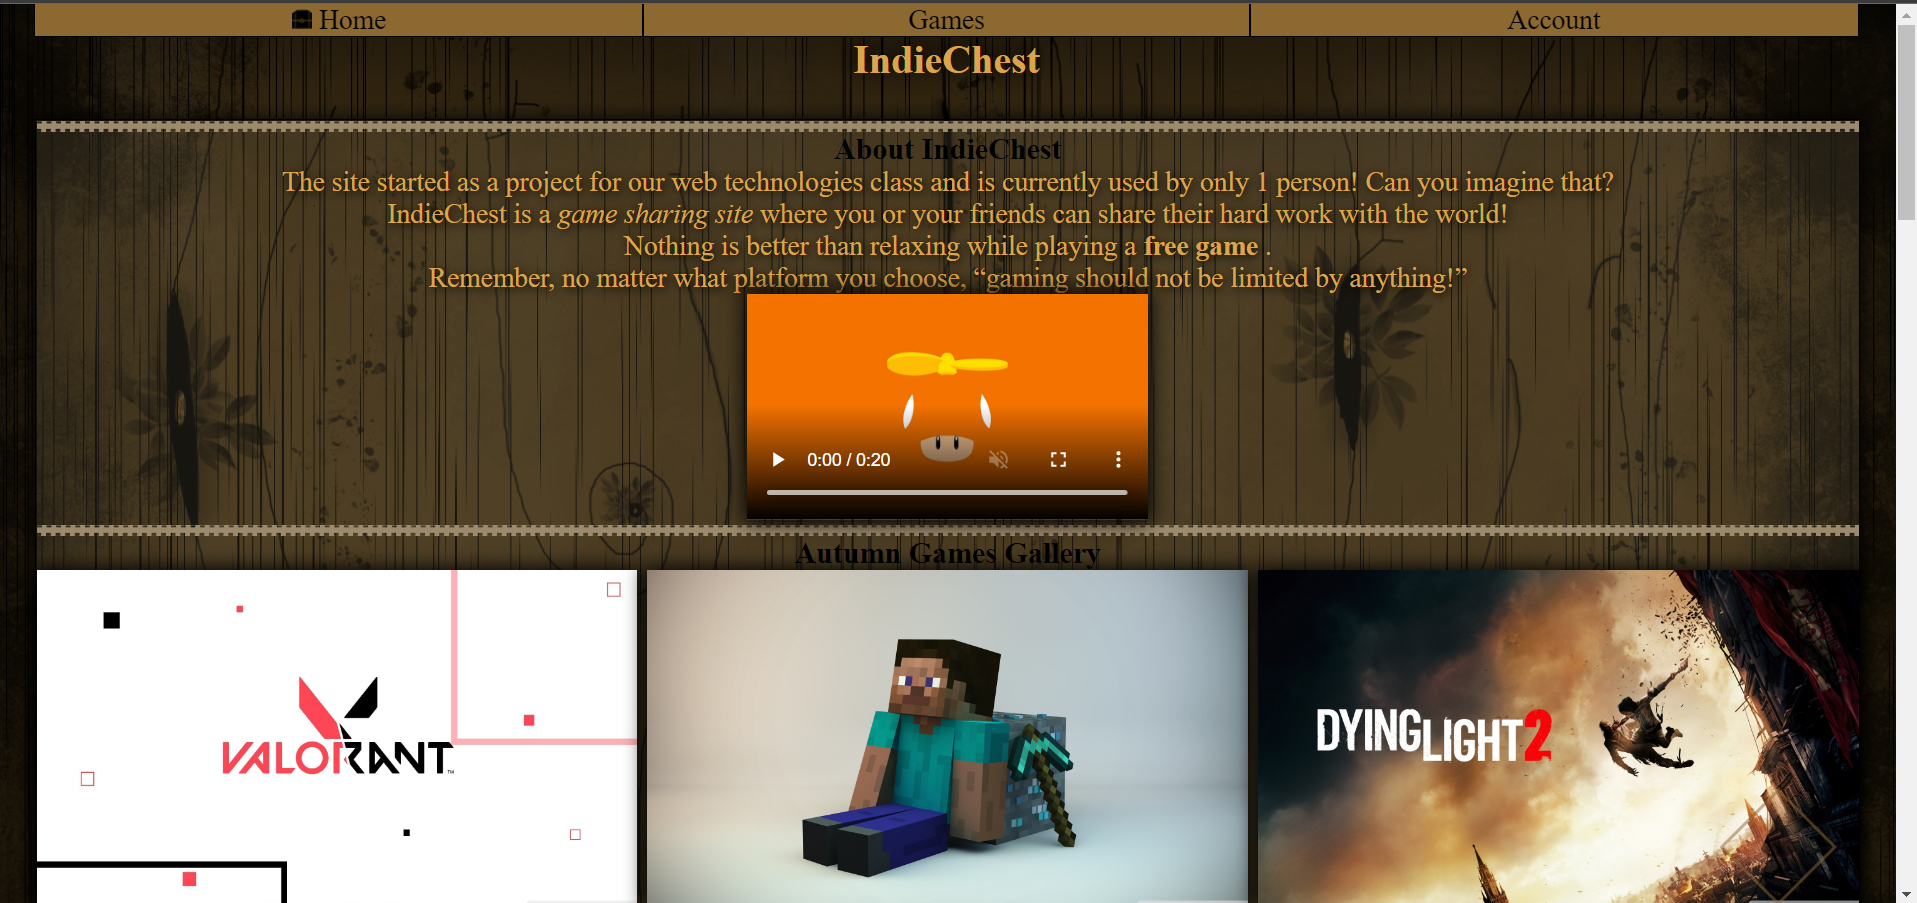 Home
Games
Account
IndieChest
About IndieChest
The site started as a project for our web technologies class and is currently used by only 1 person! Can you imagine that?
IndieChest is a game sharing site where you or your friends can share their hard work with the world!
Nothing is better than relaxing while playing a free game .
Remember, no matter what platform you choose, “gaming should not be limited by anything!”
0:00 / 0:20
Autumn Games Gallery
VALORANT™
DYING LIGHT 2